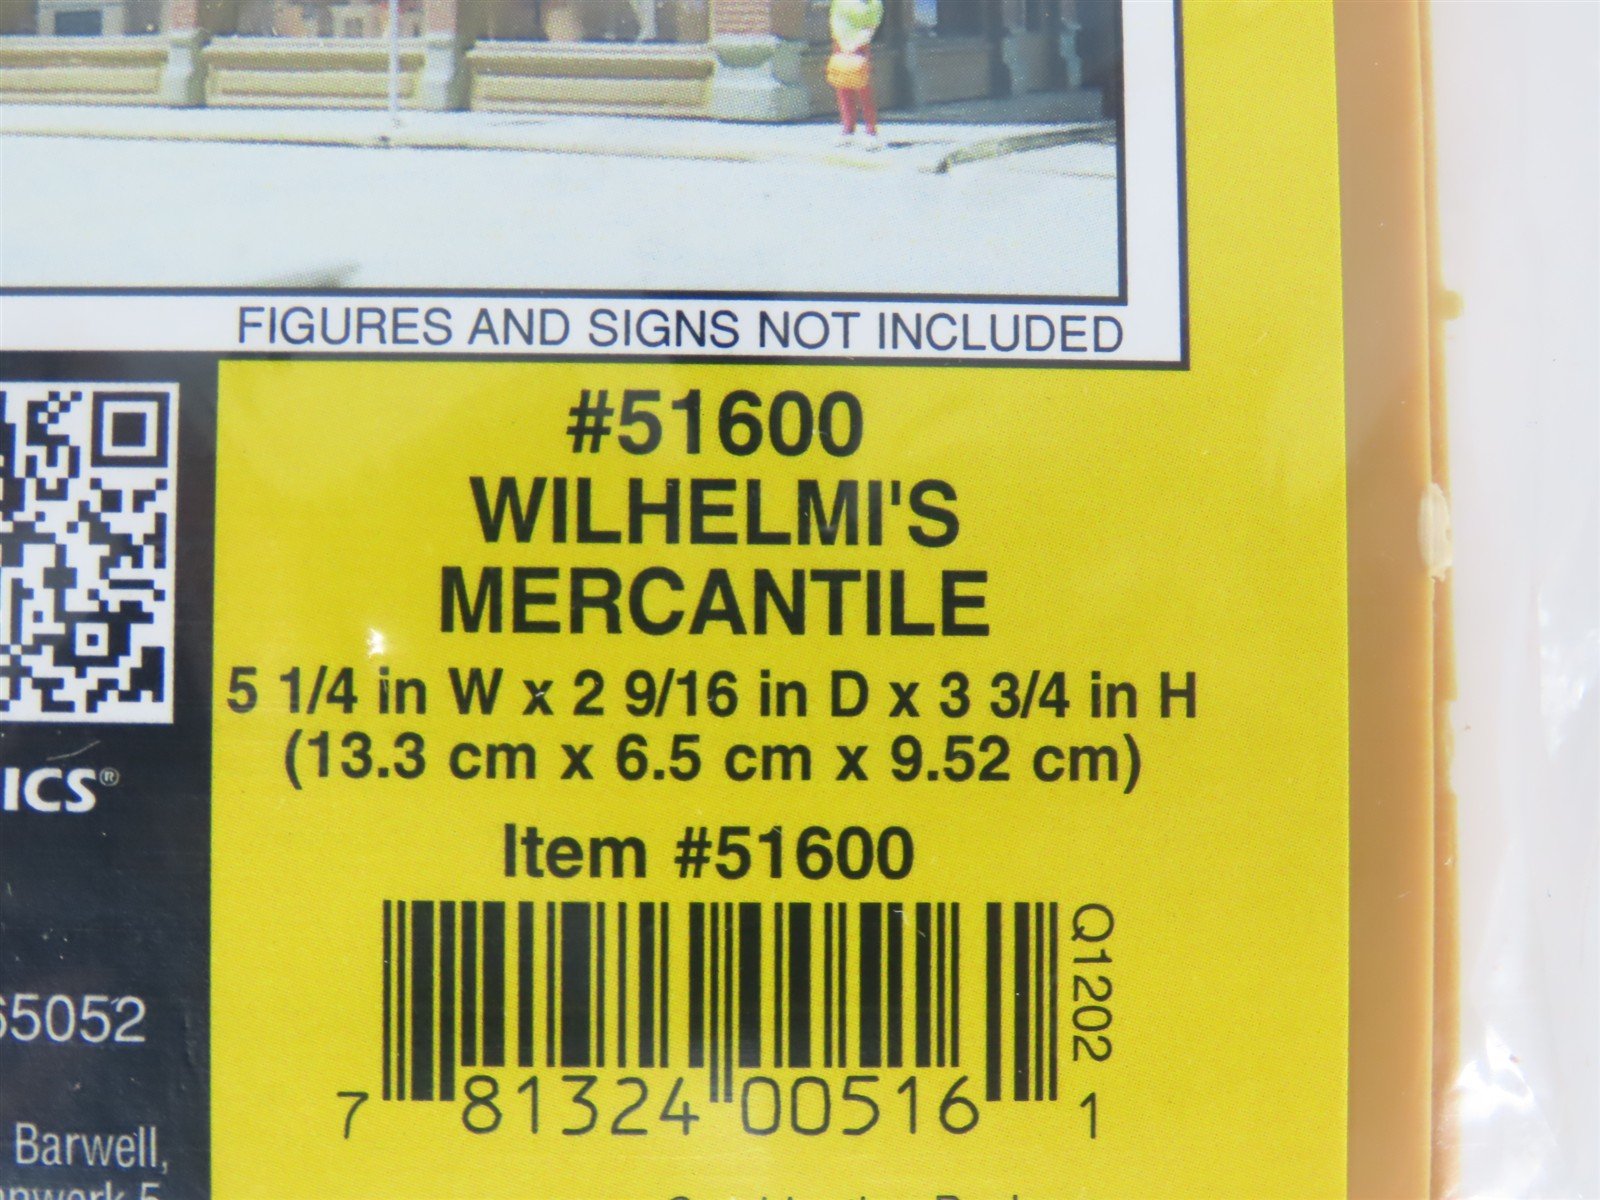 FIGURES AND SIGNS NOT INCLUDED
#51600
WILHELMI'S
MERCANTILE
5 1/4 in W x 2 9/16 in D x 3 3/4 in H
(13.3 cm x 6.5 cm x 9.52 cm)
Item #51600
Q1202
7 81324 00516 1
ICS®
65052
Barwell,